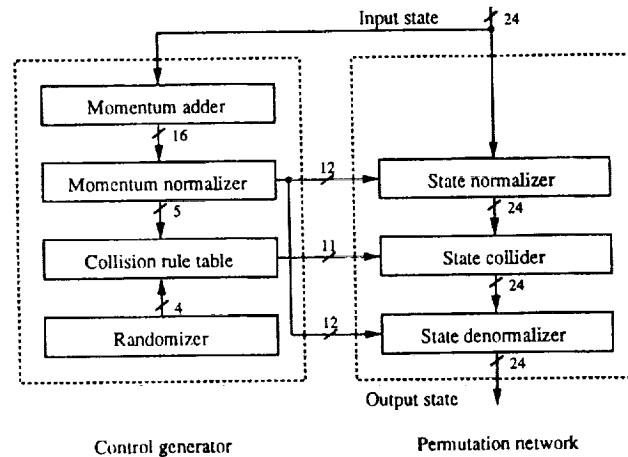 Input state
24
Momentum adder
16
Momentum normalizer
12
State normalizer
5
24
Collision rule table
11
State collider
4
24
Randomizer
12
State denormalizer
24
Output state
Control generator
Permutation network